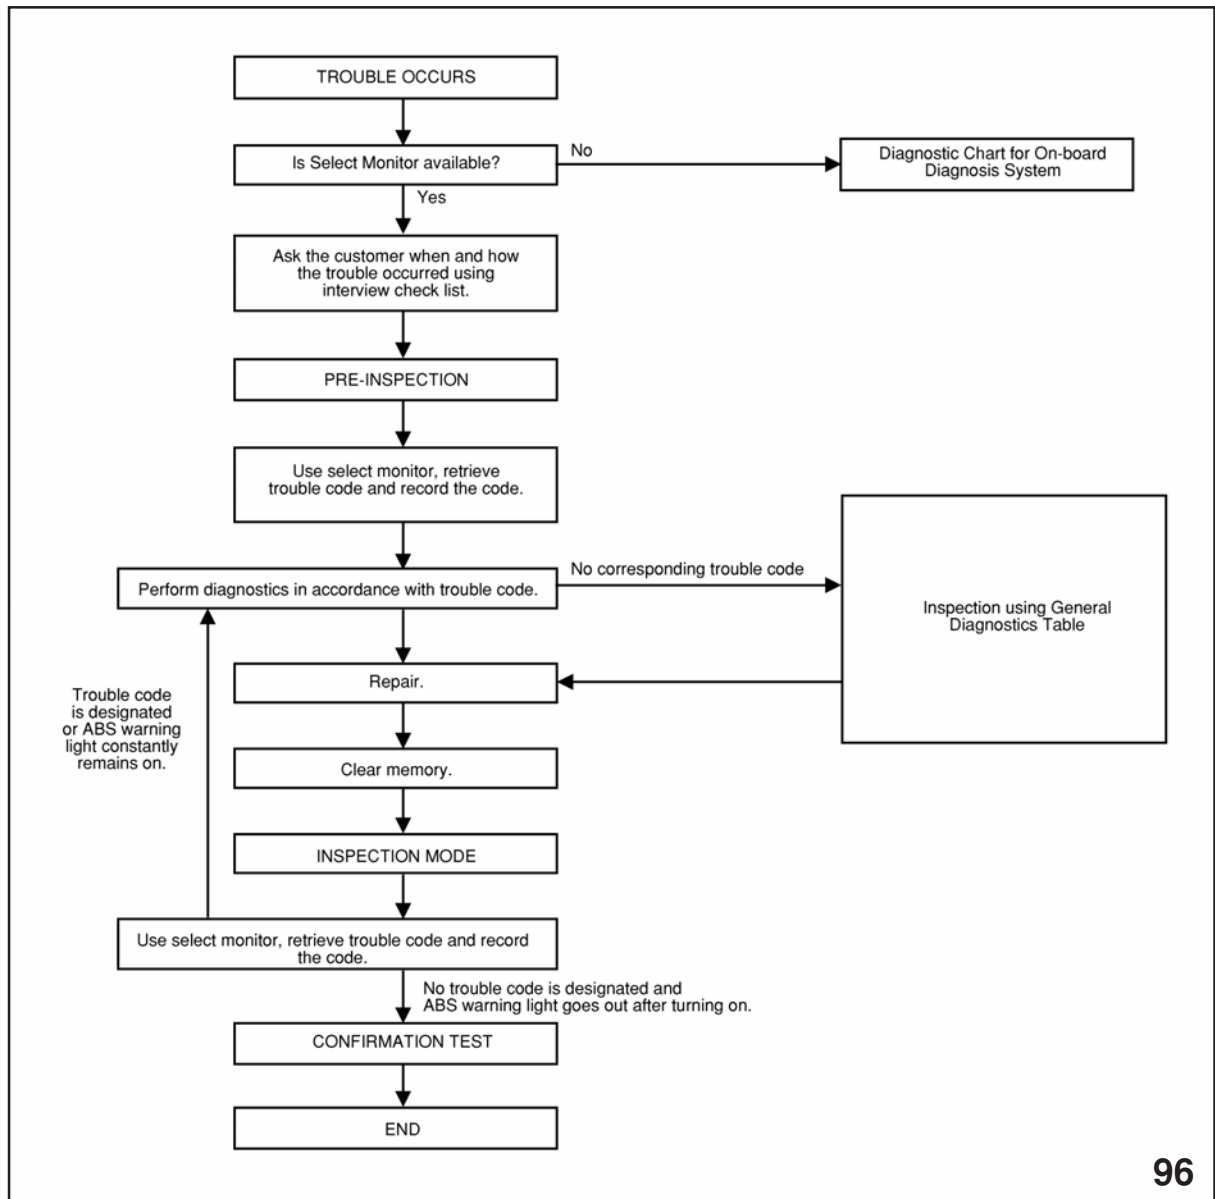 TROUBLE OCCURS
Is Select Monitor available?
No
Diagnostic Chart for On-board
Diagnosis System
Yes
Ask the customer when and how
the trouble occurred using
interview check list.
PRE-INSPECTION
Use select monitor, retrieve
trouble code and record the code.
Perform diagnostics in accordance with trouble code.
No corresponding trouble code
Inspection using General
Diagnostics Table
Repair.
Trouble code
is designated
or ABS warning
light constantly
remains on.
Clear memory.
INSPECTION MODE
Use select monitor, retrieve trouble code and record
the code.
No trouble code is designated and
ABS warning light goes out after turning on.
CONFIRMATION TEST
END
96